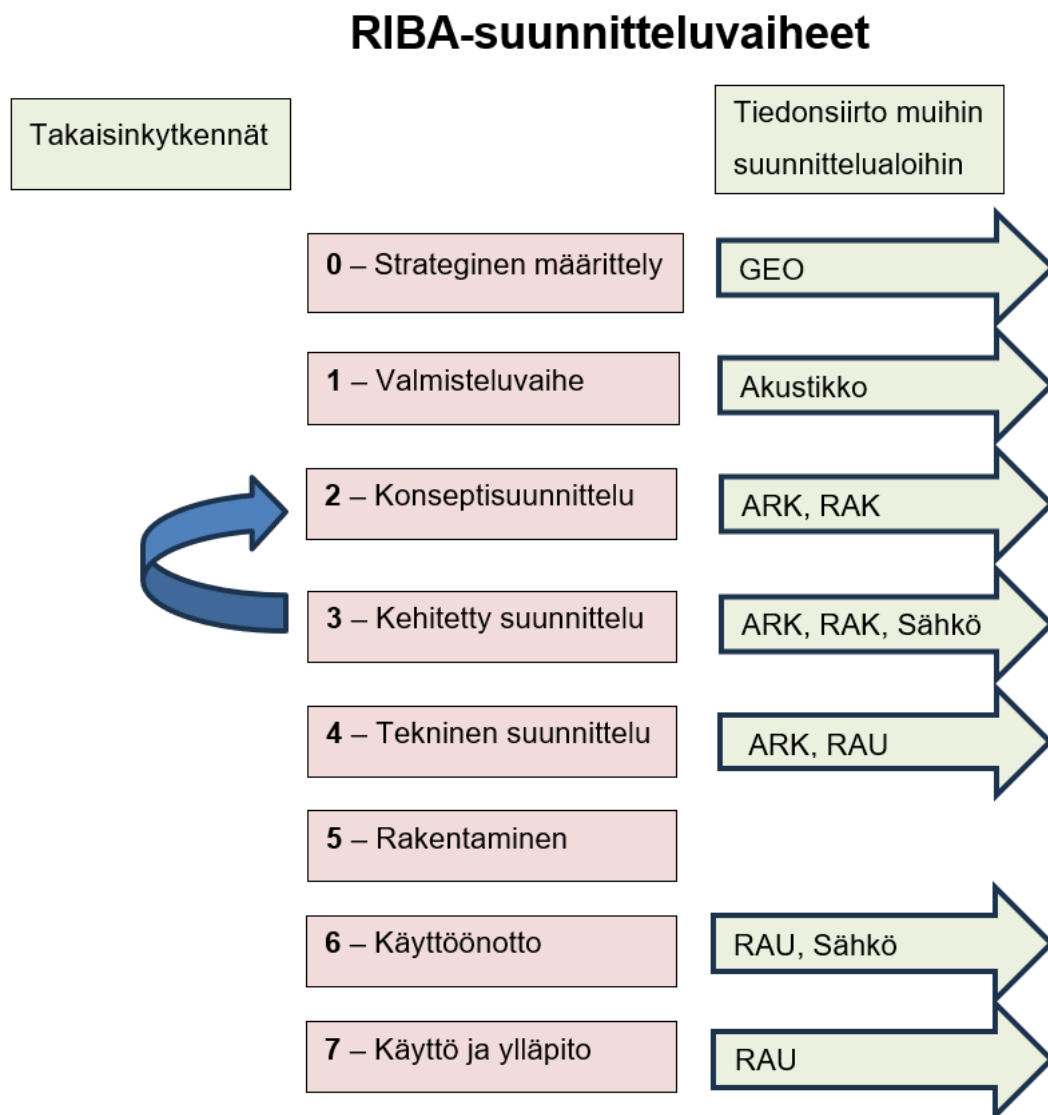 RIBA-suunnitteluvaiheet
Takaisinkytkennät
Tiedonsiirto muihin
suunnittelualoihin
0 – Strateginen määrittely
GEO
1 – Valmisteluvaihe
Akustikko
2 – Konseptisuunnittelu
ARK, RAK
3 – Kehitetty suunnittelu
ARK, RAK, Sähkö
4 – Tekninen suunnittelu
ARK, RAU
5 – Rakentaminen
6 – Käyttöönotto
RAU, Sähkö
7 – Käyttö ja ylläpito
RAU